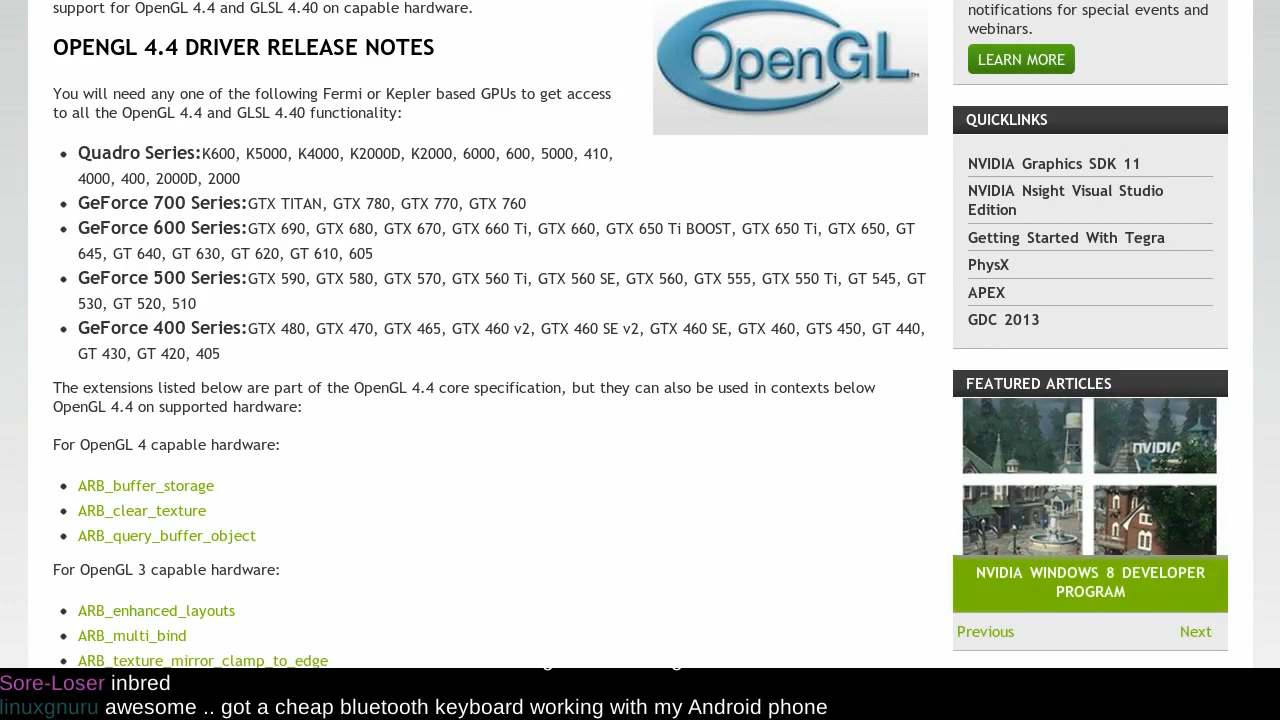 support for OpenGL 4.4 and GLSL 4.40 on capable hardware.
OPENGL 4.4 DRIVER RELEASE NOTES
You will need any one of the following Fermi or Kepler based GPUs to get access
to all the OpenGL 4.4 and GLSL 4.40 functionality:
Quadro Series:K600, K5000, K4000, K2000D, K2000, 6000, 600, 5000, 410,
4000, 400, 2000D, 2000
GeForce 700 Series:GTX TITAN, GTX 780, GTX 770, GTX 760
GeForce 600 Series:GTX 690, GTX 680, GTX 670, GTX 660 Ti, GTX 660, GTX 650 Ti BOOST, GTX 650 Ti, GTX 650, GT
645, GT 640, GT 630, GT 620, GT 610, 605
GeForce 500 Series:GTX 590, GTX 580, GTX 570, GTX 560 Ti, GTX 560 SE, GTX 560, GTX 555, GTX 550 Ti, GT 545, GT
530, GT 520, 510
GeForce 400 Series:GTX 480, GTX 470, GTX 465, GTX 460 v2, GTX 460 SE v2, GTX 460 SE, GTX 460, GTS 450, GT 440,
GT 430, GT 420, 405
The extensions listed below are part of the OpenGL 4.4 core specification, but they can also be used in contexts below
OpenGL 4.4 on supported hardware:
For OpenGL 4 capable hardware:
ARB_buffer_storage
ARB_clear_texture
ARB_query_buffer_object
For OpenGL 3 capable hardware:
ARB_enhanced_layouts
ARB_multi_bind
ARB_texture_mirror_clamp_to_edge
OpenGL™
notifications for special events and
webinars.
LEARN MORE
QUICKLINKS
NVIDIA Graphics SDK 11
NVIDIA Nsight Visual Studio
Edition
Getting Started With Tegra
PhysX
APEX
GDC 2013
FEATURED ARTICLES
NVIDIA
NVIDIA WINDOWS 8 DEVELOPER
PROGRAM
Previous
Next
Sore-Loser inbred
linuxgnuru awesome .. got a cheap bluetooth keyboard working with my Android phone